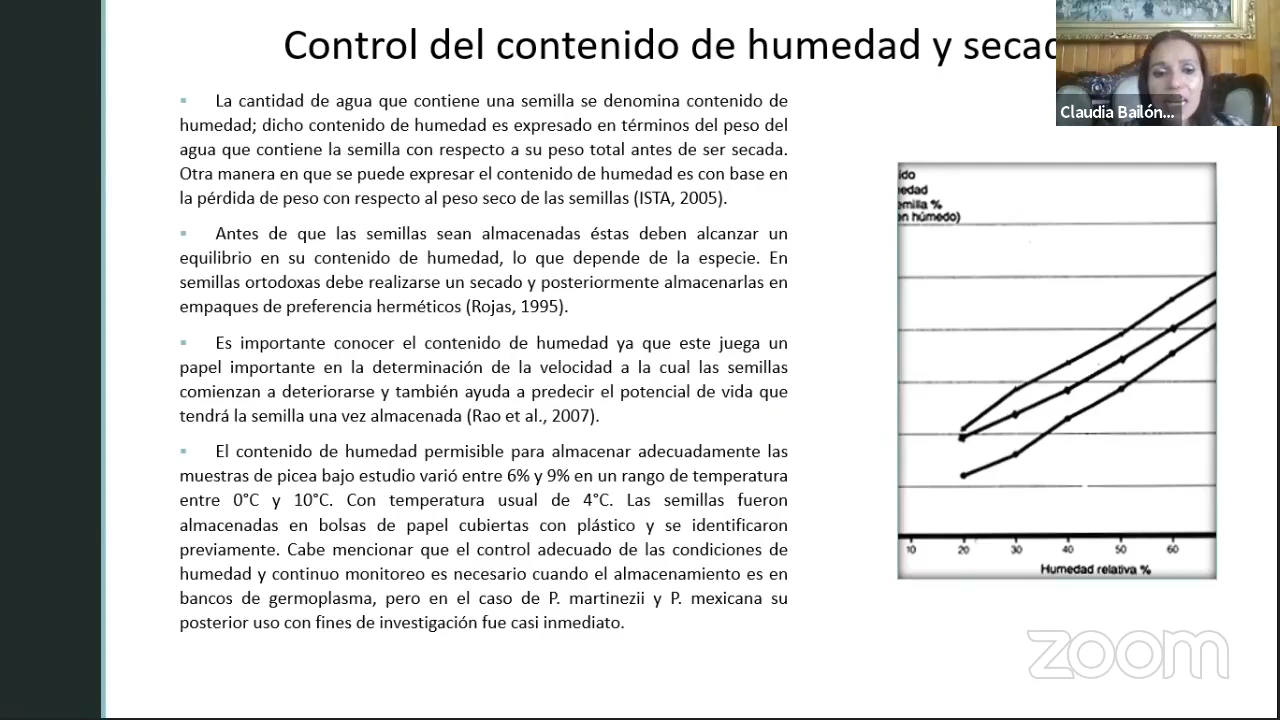 Control del contenido de humedad y secad
Claudia Bailón...
La cantidad de agua que contiene una semilla se denomina contenido de
humedad; dicho contenido de humedad es expresado en términos del peso del
agua que contiene la semilla con respecto a su peso total antes de ser secada.
Otra manera en que se puede expresar el contenido de humedad es con base en
la pérdida de peso con respecto al peso seco de las semillas (ISTA, 2005).
Antes de que las semillas sean almacenadas éstas deben alcanzar un
equilibrio en su contenido de humedad, lo que depende de la especie. En
semillas ortodoxas debe realizarse un secado y posteriormente almacenarlas en
empaques de preferencia herméticos (Rojas, 1995).
Es importante conocer el contenido de humedad ya que este juega un
papel importante en la determinación de la velocidad a la cual las semillas
comienzan a deteriorarse y también ayuda a predecir el potencial de vida que
tendrá la semilla una vez almacenada (Rao et al., 2007).
El contenido de humedad permisible para almacenar adecuadamente las
muestras de picea bajo estudio varió entre 6% y 9% en un rango de temperatura
entre 0°C y 10°C. Con temperatura usual de 4°C. Las semillas fueron
almacenadas en bolsas de papel cubiertas con plástico y se identificaron
previamente. Cabe mencionar que el control adecuado de las condiciones de
humedad y continuo monitoreo es necesario cuando el almacenamiento es en
bancos de germoplasma, pero en el caso de P. martinezii y P. mexicana su
posterior uso con fines de investigación fue casi inmediato.
ido
edad
emilla %
en húmedo)
10 20 30 40 50 60
Humedad relativa %
zoom